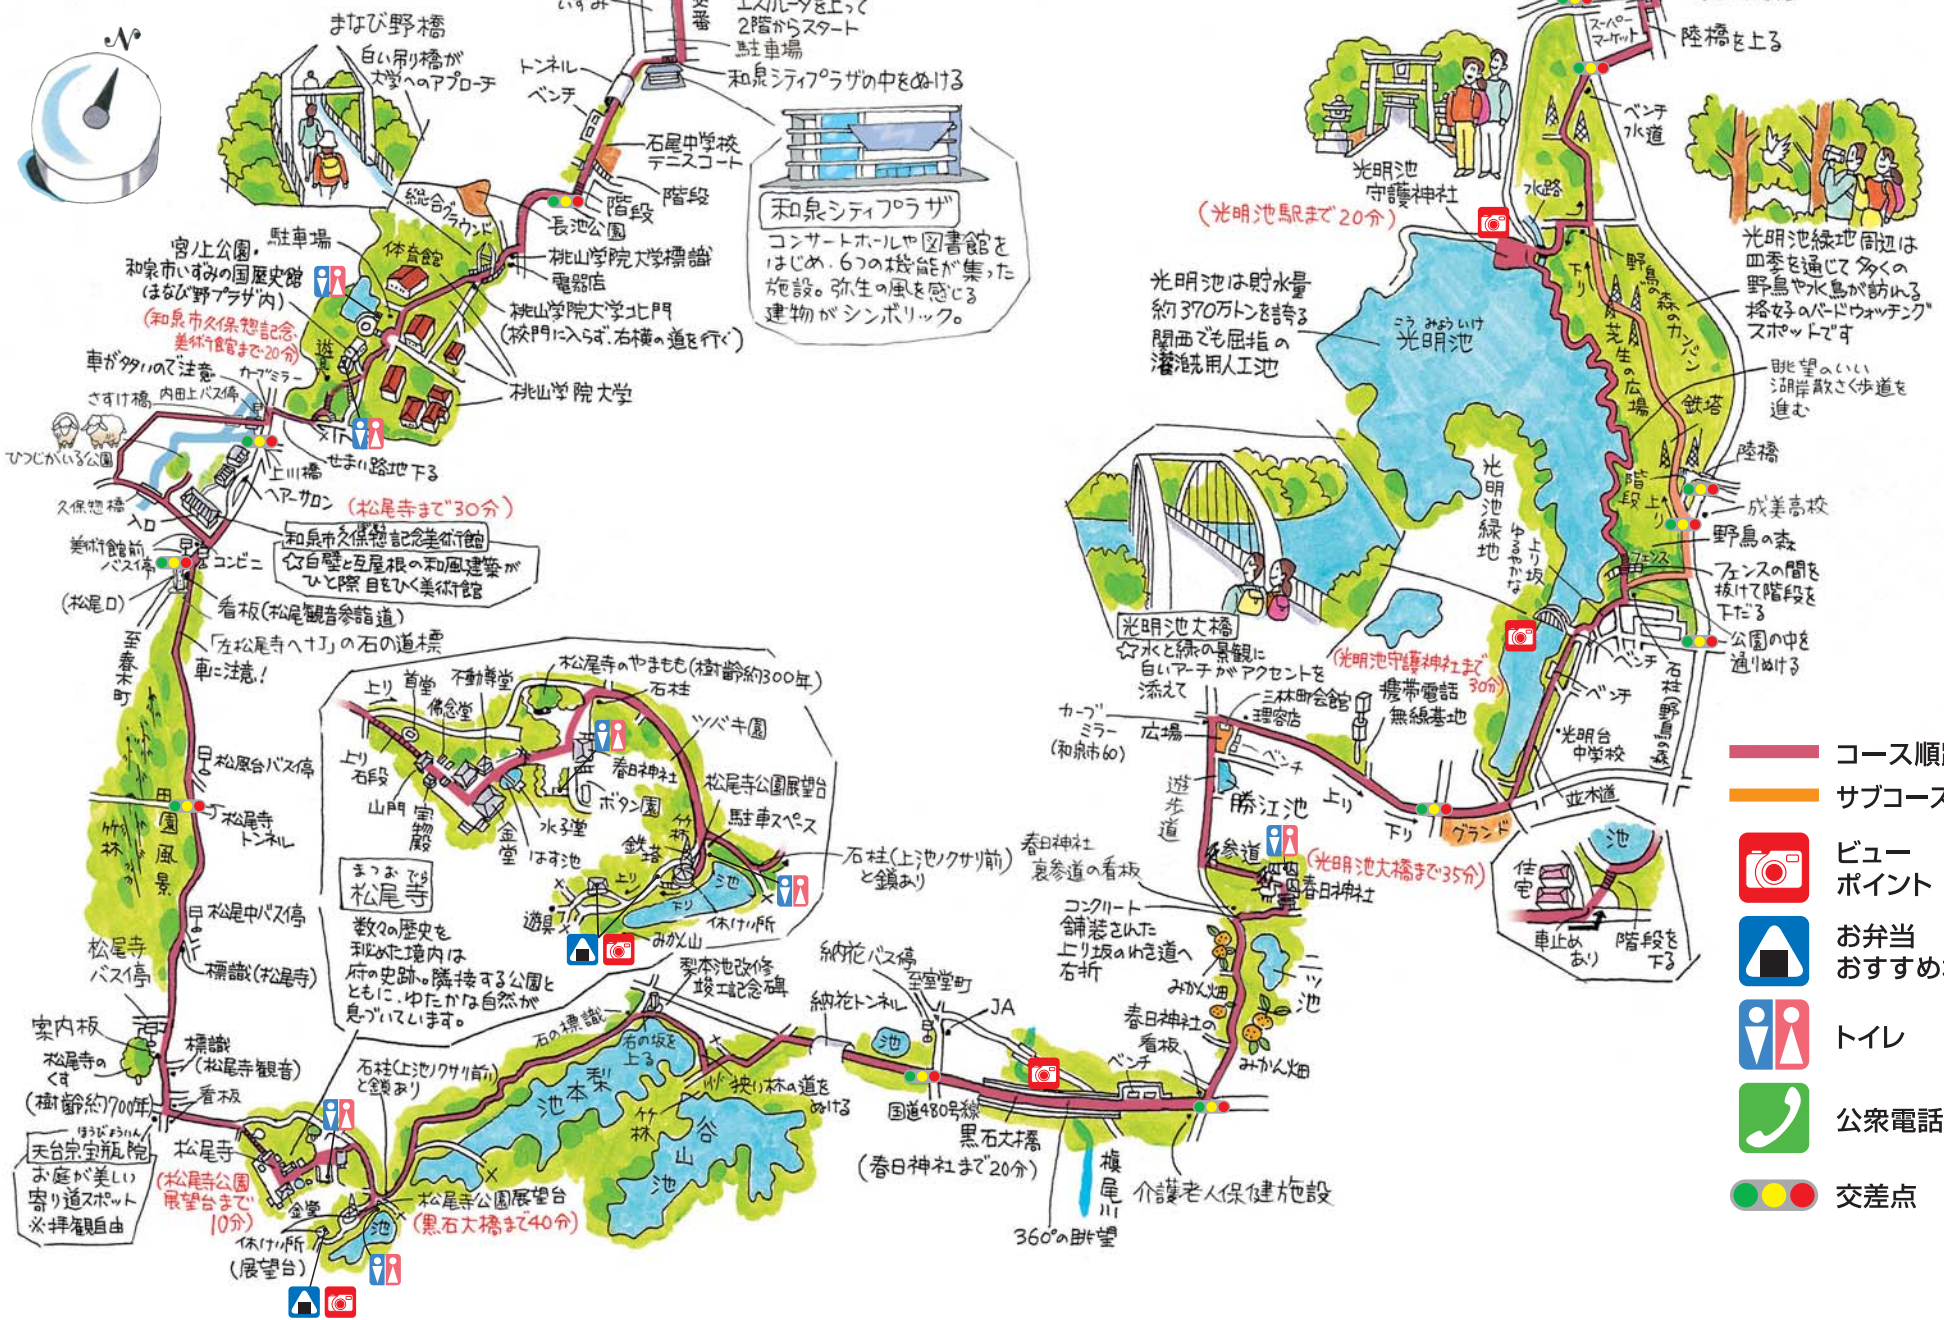 N
まなび野橋
白い吊り橋が
大学へのアプローチ
いずみ
交番
エスカレータを上って
2階からスタート
駐車場
和泉シティプラザの中をぬける
トンネル
ベンチ
石尾中学校
テニスコート
階段
階段
長池公園
総合グラウンド
桃山学院大学標識
電器店
体育館
駐車場
桃山学院大学北門
(校門に入らず、右横の道を行く)
桃山学院大学
和泉シティプラザ
コンサートホールや図書館を
はじめ、6つの機能が集った
施設。弥生の風を感じる
建物がシンボリック。
宮ノ上公園・
和泉市いずみの国歴史館
(まなび野プラザ内)
(和泉市久保惣記念
美術館まで20分)
遊具
車が多いので注意
カーブミラー
内田上バス停
さすけ橋
ひつじがいる公園
せまい路地下る
上川橋
ヘアーサロン
久保惣橋
入口
(松尾寺まで30分)
和泉市久保惣記念美術館
☆白壁と瓦屋根の和風建築が
ひと際目をひく美術館
美術館前
バス停
コンビニ
(松尾口)
看板(松尾観音参詣道)
「左松尾寺へ十丁」の石の道標
至春木町
車に注意!
松風台バス停
松尾寺
トンネル
竹林
田園風景
松尾中バス停
松尾寺
バス停
標識(松尾寺)
案内板
標識
(松尾寺観音)
松尾寺の
くす
(樹齢約700年)
看板
ほうびょういん
天台宗宝瓶院
お庭が美しい
寄り道スポット
※拝観自由
松尾寺
金堂
(松尾寺公園
展望台まで
10分)
休けい所
(展望台)
池
松尾寺公園展望台
(黒石大橋まで40分)
石柱(上池ノクサリ前)
と鎖あり
上り
首堂
不動尊堂
佛念堂
松尾寺のやまもも(樹齢約300年)
石柱
ツバキ園
上り
石段
山門
宝物殿
金堂
はす池
水子堂
春日神社
ボタン園
松尾寺公園展望台
駐車スペース
竹林
鉄塔
石柱(上池ノクサリ前)
と鎖あり
上り
下り
池
遊具
休けい所
みかん山
まつおでら
松尾寺
数々の歴史を
秘めた境内は
府の史跡。隣接する公園と
ともに、ゆたかな自然が
息づいています。
石の標識
梨本池改修
竣工記念碑
右の坂を
上る
梨本池
竹林
狭い林の道を
ぬける
谷山池
納花トンネル
納花バス停
至室堂町
JA
池
国道480号線
黒石大橋
(春日神社まで20分)
槇尾川
360°の眺望
ベンチ
介護老人保健施設
春日神社の
看板
みかん畑
みかん畑
二ツ池
コンクリート
舗装された
上り坂のわき道へ
右折
春日神社
裏参道の看板
春日神社
参道
(光明池大橋まで35分)
遊歩道
勝江池
ベンチ
広場
カーブ
ミラー
(和泉市60)
三林町会館
理容店
携帯電話
無線基地
上り
下り
グランド
並木道
光明台
中学校
ベンチ
ベンチ
石柱(野鳥の森)
住宅
池
車止め
あり
階段を
下る
光明池大橋
☆水と緑の景観に
白いアーチがアクセントを
添えて
(光明池守護神社まで
30分)
光明池緑地
ゆるやかな
上り坂
こうみょういけ
光明池
光明池は貯水量
約370万トンを誇る
関西でも屈指の
灌漑用人工池
(光明池駅まで20分)
光明池
守護神社
スーパー
マーケット
陸橋を上る
ベンチ
水道
水路
下り
野鳥の森のカンバン
芝生の広場
鉄塔
光明池緑地周辺は
四季を通じて多くの
野鳥や水鳥が訪れる
格好のバードウォッチング
スポットです
眺望のいい
湖岸散さく歩道を
進む
陸橋
成美高校
階段
上り
野鳥の森
フェンス
フェンスの間を
抜けて階段を
下だる
公園の中を
通りぬける
コース順路
サブコース
ビュー
ポイント
お弁当
おすすめ
トイレ
公衆電話
交差点